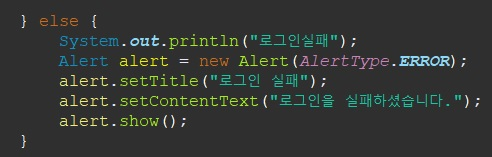 } else {
    System.out.println("로그인실패");
    Alert alert = new Alert(AlertType.ERROR);
    alert.setTitle("로그인 실패");
    alert.setContentText("로그인을 실패하셨습니다.");
    alert.show();
}